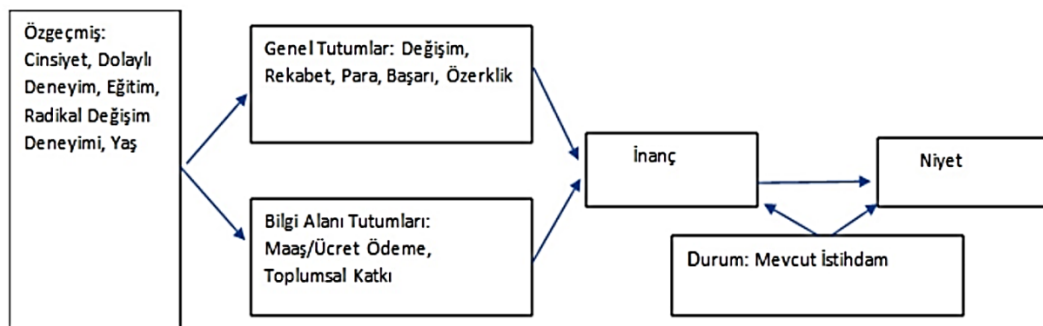 Özgeçmiş:
Cinsiyet, Dolaylı
Deneyim, Eğitim,
Radikal Değişim
Deneyimi, Yaş
Genel Tutumlar: Değişim,
Rekabet, Para, Başarı, Özerklik
Bilgi Alanı Tutumları:
Maaş/Ücret Ödeme,
Toplumsal Katkı
İnanç
Niyet
Durum: Mevcut İstihdam